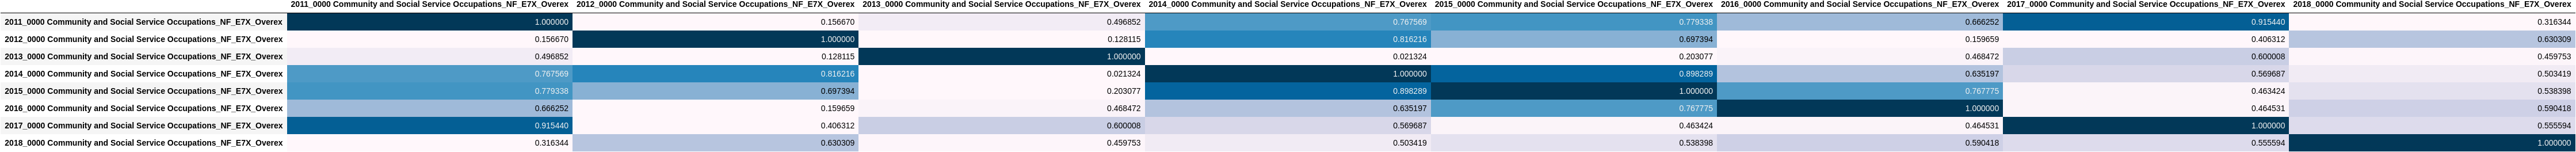 2011_0000 Community and Social Service Occupations_NF_E7X_Overex 2012_0000 Community and Social Service Occupations_NF_E7X_Overex 2013_0000 Community and Social Service Occupations_NF_E7X_Overex 2014_0000 Community and Social Service Occupations_NF_E7X_Overex 2015_0000 Community and Social Service Occupations_NF_E7X_Overex 2016_0000 Community and Social Service Occupations_NF_E7X_Overex 2017_0000 Community and Social Service Occupations_NF_E7X_Overex 2018_0000 Community and Social Service Occupations_NF_E7X_Overex
2011_0000 Community and Social Service Occupations_NF_E7X_Overex 1.000000 0.156670 0.496852 0.767569 0.779338 0.666252 0.915440 0.316344
2012_0000 Community and Social Service Occupations_NF_E7X_Overex 0.156670 1.000000 0.128115 0.816216 0.697394 0.159659 0.406312 0.630309
2013_0000 Community and Social Service Occupations_NF_E7X_Overex 0.496852 0.128115 1.000000 0.021324 0.203077 0.468472 0.600008 0.459753
2014_0000 Community and Social Service Occupations_NF_E7X_Overex 0.767569 0.816216 0.021324 1.000000 0.898289 0.635197 0.569687 0.503419
2015_0000 Community and Social Service Occupations_NF_E7X_Overex 0.779338 0.697394 0.203077 0.898289 1.000000 0.767775 0.463424 0.538398
2016_0000 Community and Social Service Occupations_NF_E7X_Overex 0.666252 0.159659 0.468472 0.635197 0.767775 1.000000 0.464531 0.590418
2017_0000 Community and Social Service Occupations_NF_E7X_Overex 0.915440 0.406312 0.600008 0.569687 0.463424 0.464531 1.000000 0.555594
2018_0000 Community and Social Service Occupations_NF_E7X_Overex 0.316344 0.630309 0.459753 0.503419 0.538398 0.590418 0.555594 1.000000